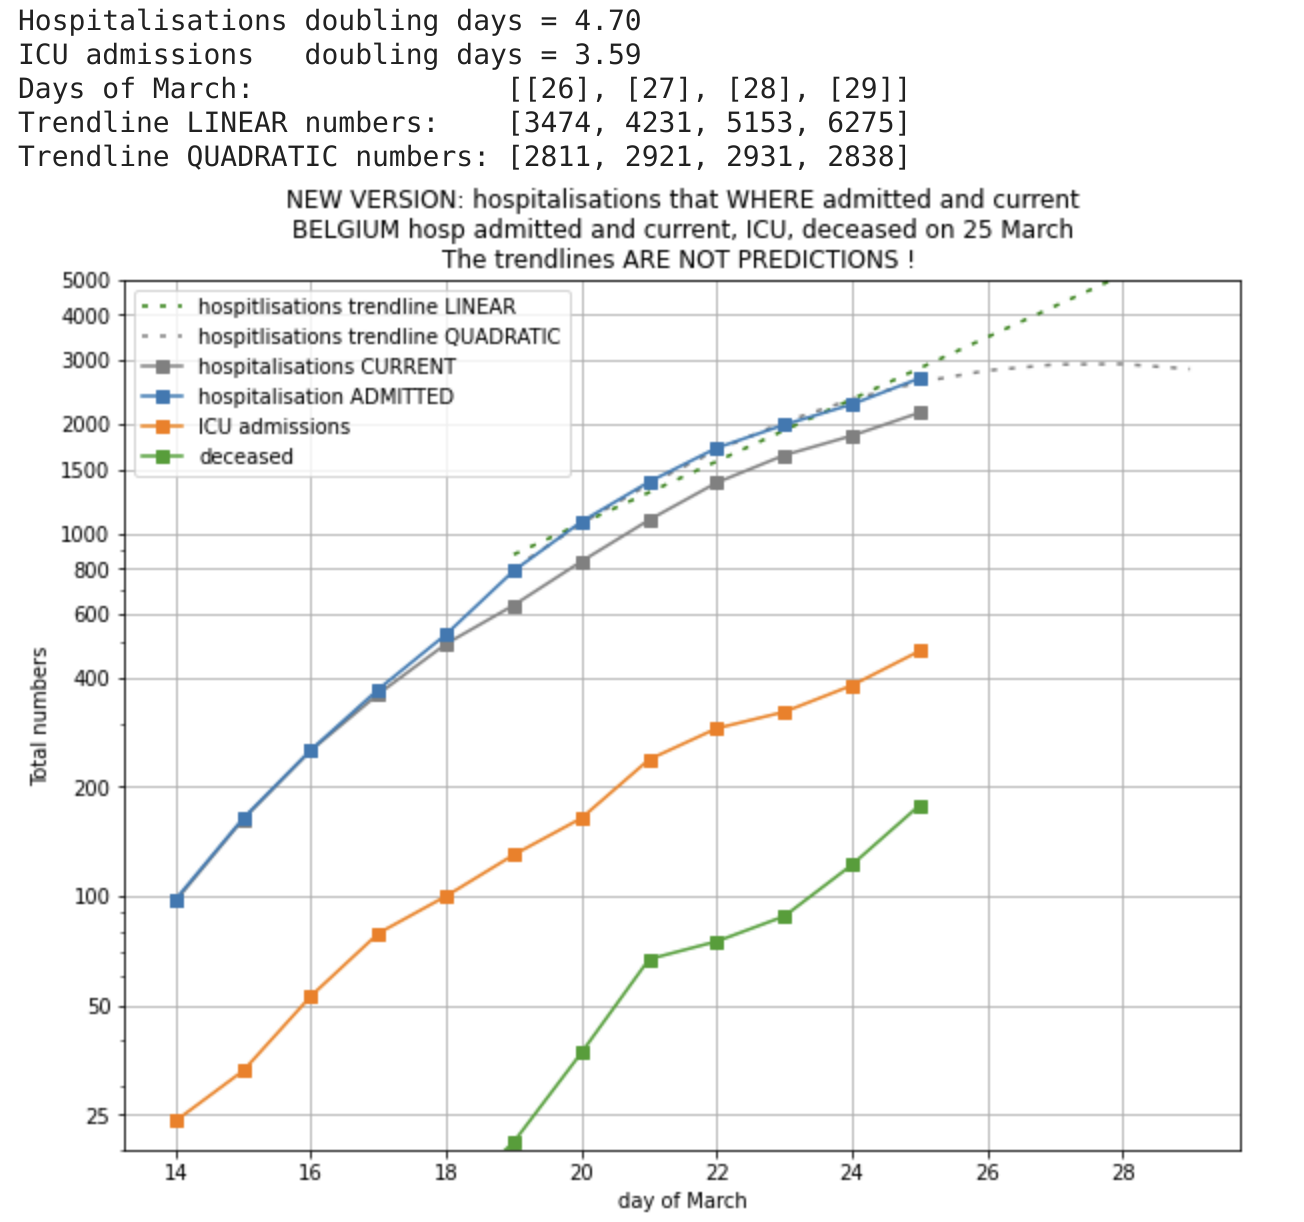 Hospitalisations doubling days = 4.70
ICU admissions   doubling days = 3.59
Days of March:               [[26], [27], [28], [29]]
Trendline LINEAR numbers:    [3474, 4231, 5153, 6275]
Trendline QUADRATIC numbers: [2811, 2921, 2931, 2838]
NEW VERSION: hospitalisations that WHERE admitted and current
BELGIUM hosp admitted and current, ICU, deceased on 25 March
The trendlines ARE NOT PREDICTIONS !
hospitlisations trendline LINEAR
hospitlisations trendline QUADRATIC
hospitalisations CURRENT
hospitalisation ADMITTED
ICU admissions
deceased
5000
4000
3000
2000
1500
1000
800
600
400
200
100
50
25
Total numbers
14 16 18 20 22 24 26 28
day of March